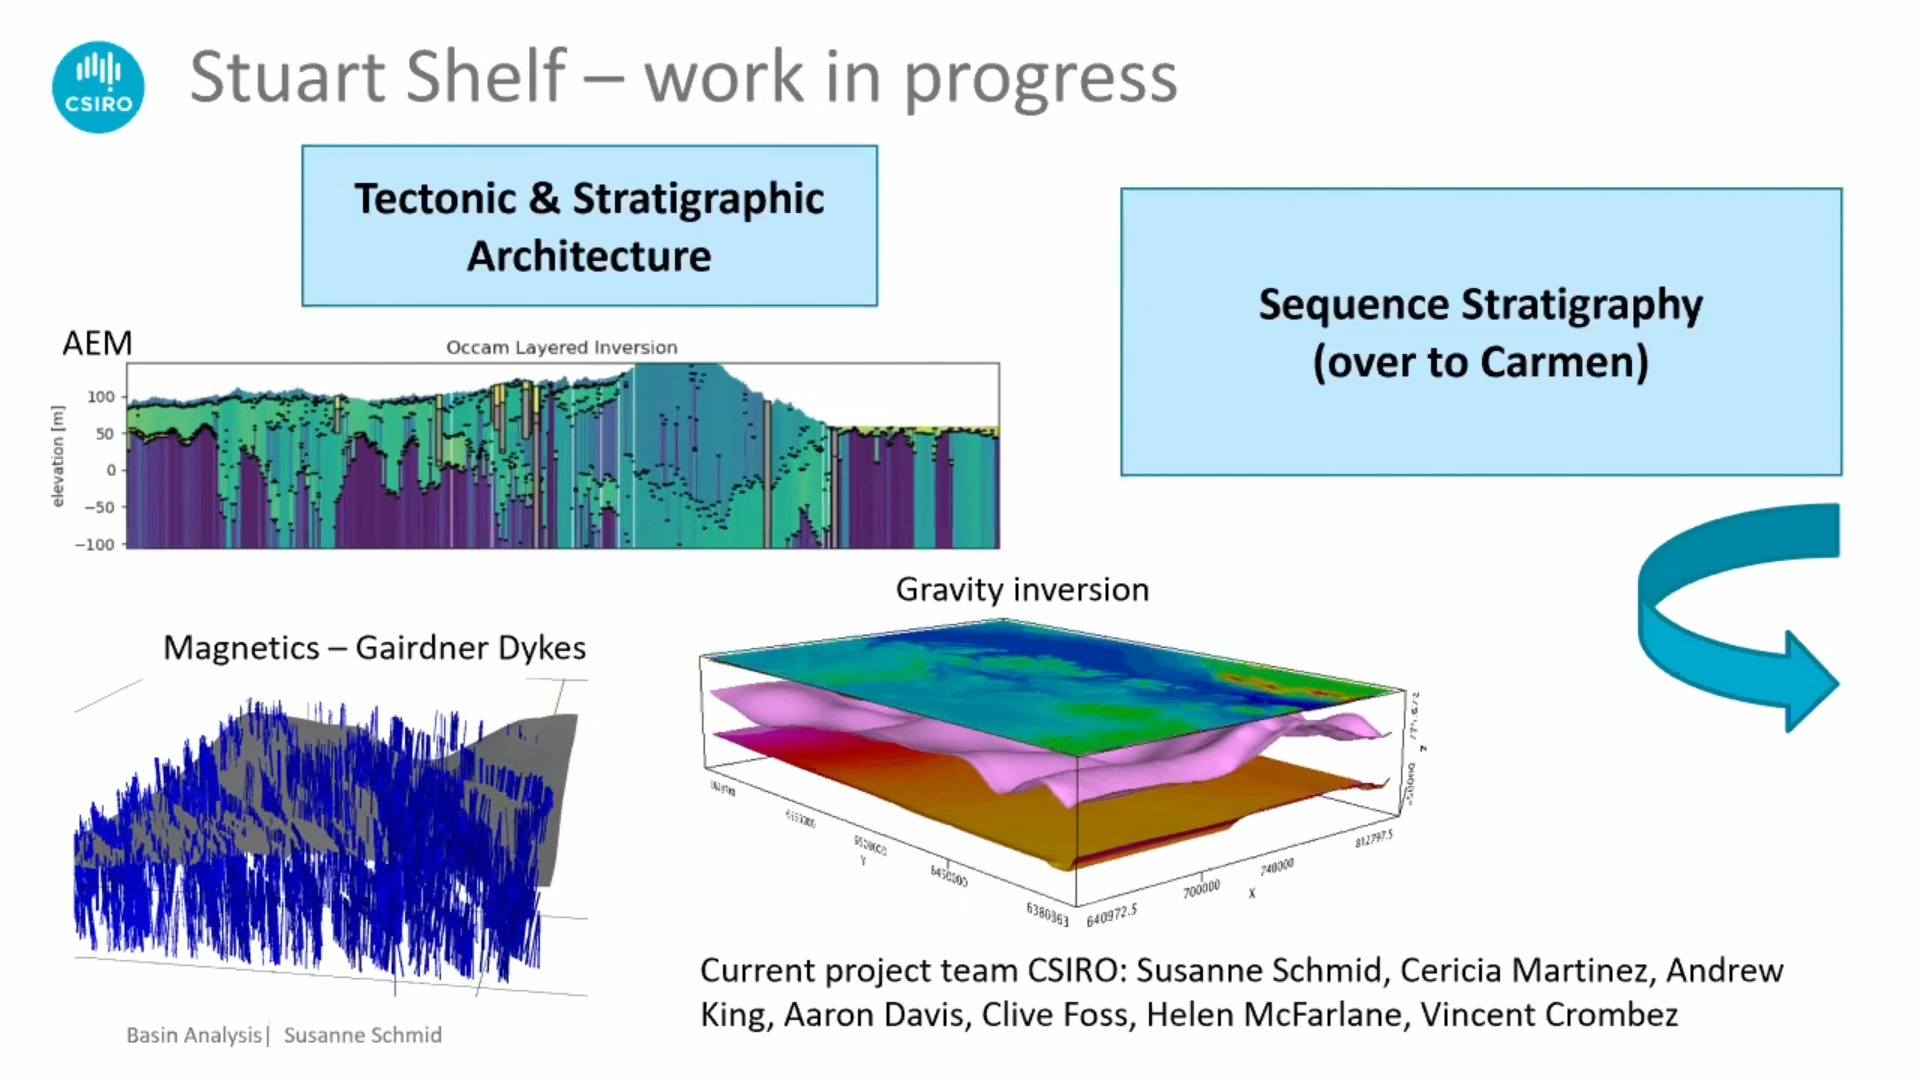 CSIRO
Stuart Shelf – work in progress
Tectonic & Stratigraphic
Architecture
Sequence Stratigraphy
(over to Carmen)
AEM
Occam Layered Inversion
elevation [m]
100
50
0
−50
−100
Gravity inversion
Magnetics – Gairdner Dykes
Y
6450000
6380363
640972.5
700000
X
740000
812797.5
Z
Current project team CSIRO: Susanne Schmid, Cericia Martinez, Andrew
King, Aaron Davis, Clive Foss, Helen McFarlane, Vincent Crombez
Basin Analysis| Susanne Schmid